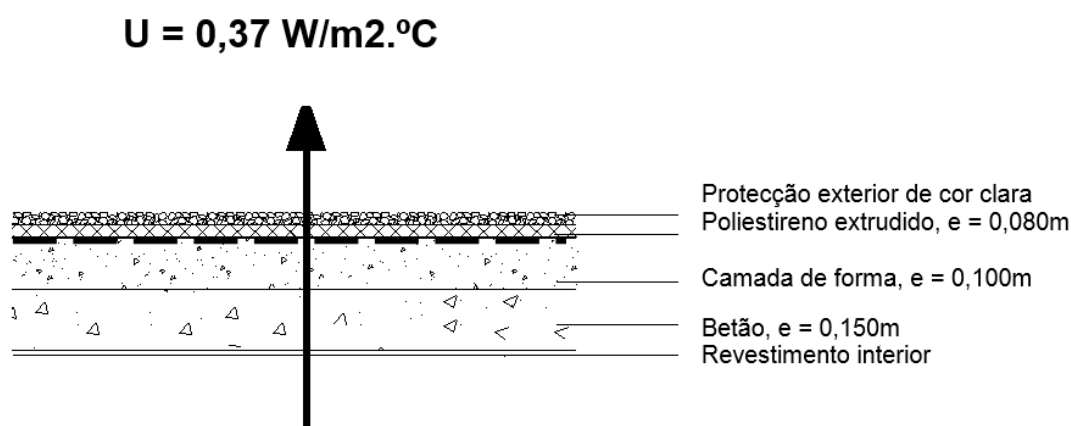 U = 0,37 W/m2.ºC
Protecção exterior de cor clara
Poliestireno extrudido, e = 0,080m
Camada de forma, e = 0,100m
Betão, e = 0,150m
Revestimento interior